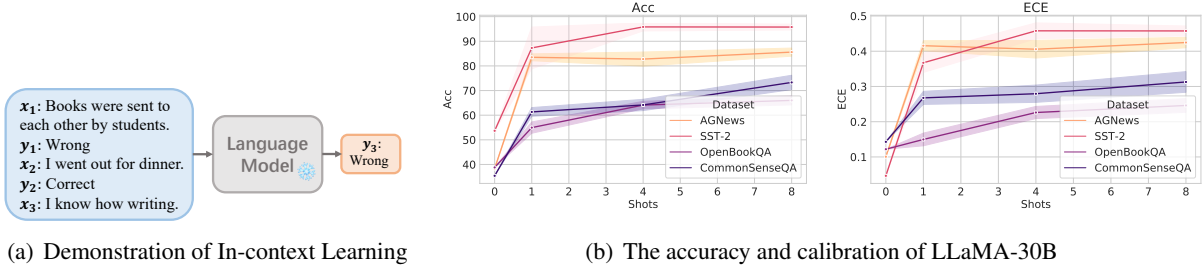 x₁: Books were sent to
each other by students.
y₁: Wrong
x₂: I went out for dinner.
y₂: Correct
x₃: I know how writing.
Language
Model
y₃:
Wrong
(a) Demonstration of In-context Learning
Acc
100
90
80
70
60
50
40
Acc
0 1 2 3 4 5 6 7 8
Shots
Dataset
AGNews
SST-2
OpenBookQA
CommonSenseQA
ECE
0.5
0.4
0.3
0.2
0.1
ECE
0 1 2 3 4 5 6 7 8
Shots
Dataset
AGNews
SST-2
OpenBookQA
CommonSenseQA
(b) The accuracy and calibration of LLaMA-30B